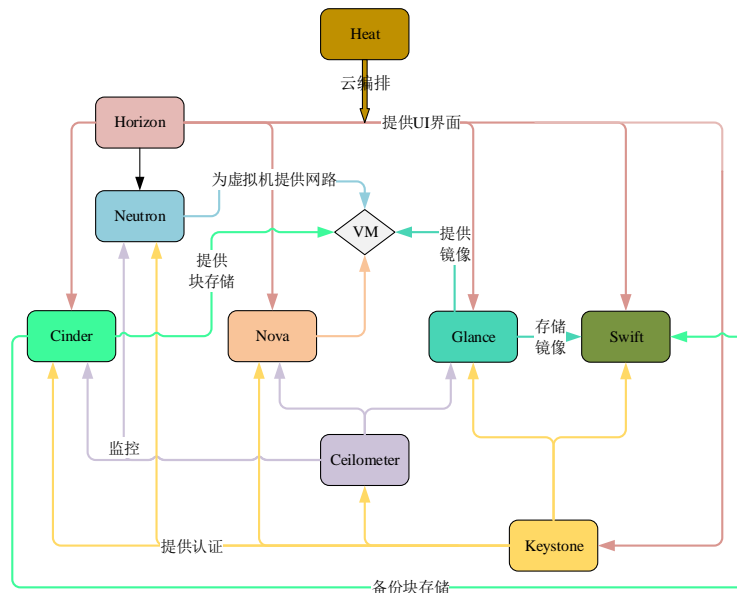 Heat
云编排
Horizon
提供UI界面
为虚拟机提供网路
Neutron
VM
提供
镜像
提供
块存储
Cinder
Nova
Glance
存储
镜像
Swift
监控
Ceilometer
提供认证
Keystone
备份块存储